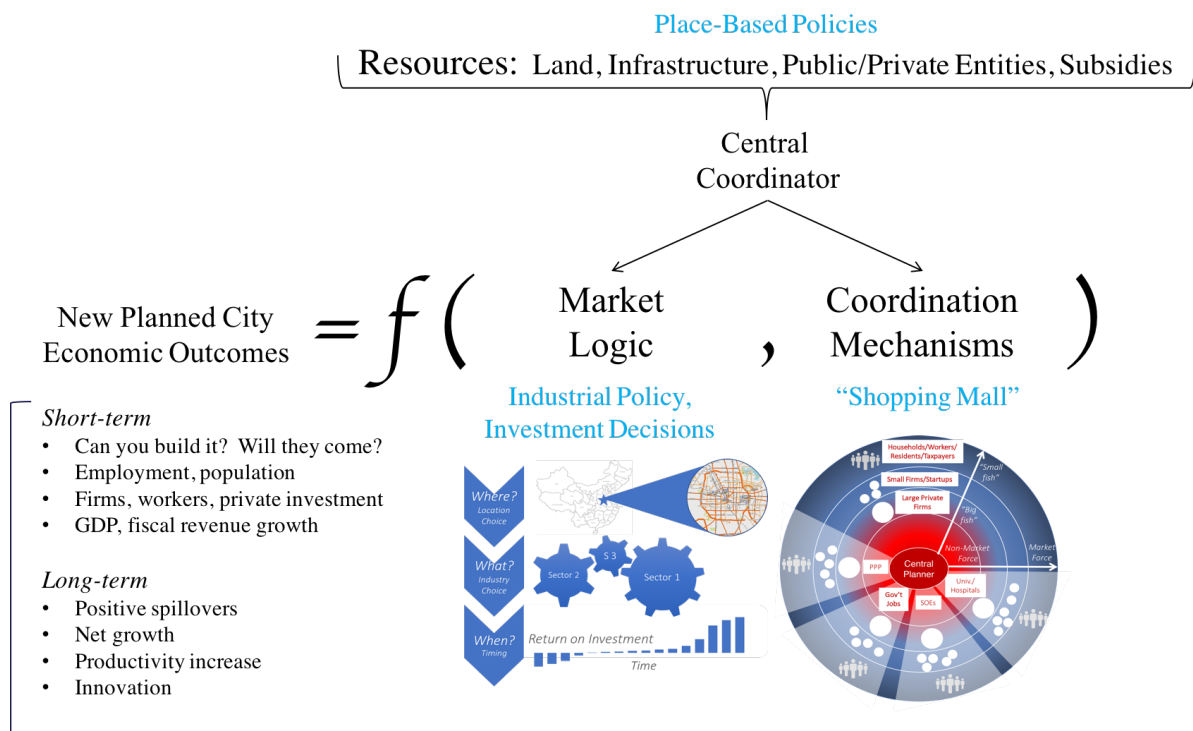 Place-Based Policies
Resources: Land, Infrastructure, Public/Private Entities, Subsidies
Central
Coordinator
New Planned City
Economic Outcomes
= f (
Market
Logic
,
Coordination
Mechanisms
)
Industrial Policy,
Investment Decisions
"Shopping Mall"
Short-term
• Can you build it? Will they come?
• Employment, population
• Firms, workers, private investment
• GDP, fiscal revenue growth
Long-term
• Positive spillovers
• Net growth
• Productivity increase
• Innovation
Where?
Location
Choice
What?
Industry
Choice
When?
Timing
Sector 2
S 3
Sector 1
Return on Investment
Time
Households/Workers/
Residents/Taxpayers
Small Firms/Startups
Large Private
Firms
"Small
fish"
"Big
fish"
Non-Market
Force
Market
Force
Central
Planner
PPP
Gov't
Jobs
SOEs
Univ./
Hospitals